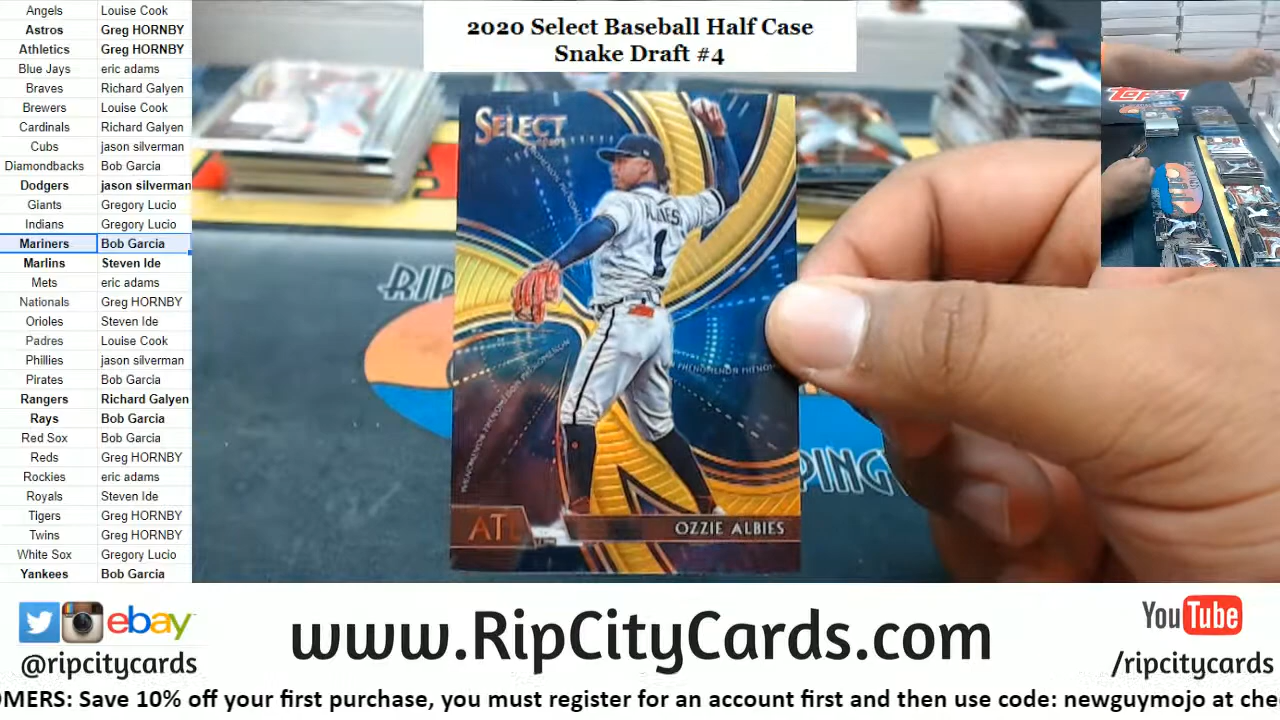 2020 Select Baseball Half Case
Snake Draft #4
Angels Louise Cook
Astros Greg HORNBY
Athletics Greg HORNBY
Blue Jays eric adams
Braves Richard Galyen
Brewers Louise Cook
Cardinals Richard Galyen
Cubs jason silverman
Diamondbacks Bob Garcia
Dodgers jason silverman
Giants Gregory Lucio
Indians Gregory Lucio
Mariners Bob Garcia
Marlins Steven Ide
Mets eric adams
Nationals Greg HORNBY
Orioles Steven Ide
Padres Louise Cook
Phillies jason silverman
Pirates Bob Garcia
Rangers Richard Galyen
Rays Bob Garcia
Red Sox Bob Garcia
Reds Greg HORNBY
Rockies eric adams
Royals Steven Ide
Tigers Greg HORNBY
Twins Greg HORNBY
White Sox Gregory Lucio
Yankees Bob Garcia
SELECT
1
ATL
OZZIE ALBIES
RIP
PING
TOPPS
ebay
@ripcitycards
www.RipCityCards.com
YouTube
/ripcitycards
OMERS: Save 10% off your first purchase, you must register for an account first and then use code: newguymojo at che